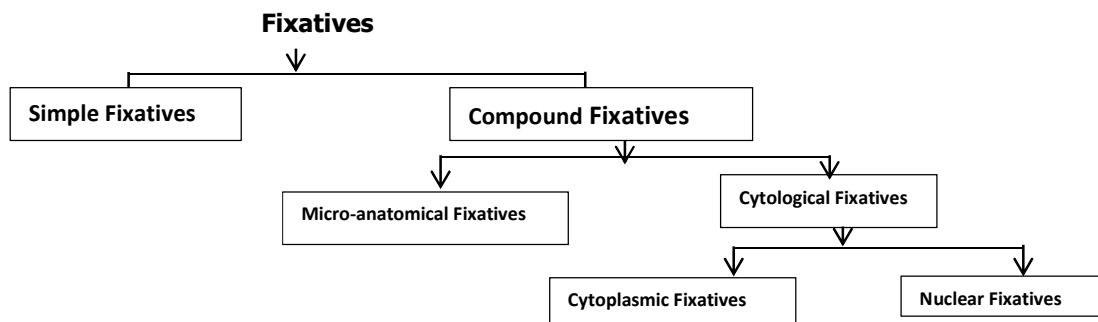 Fixatives
Simple Fixatives
Compound Fixatives
Micro-anatomical Fixatives
Cytological Fixatives
Cytoplasmic Fixatives
Nuclear Fixatives